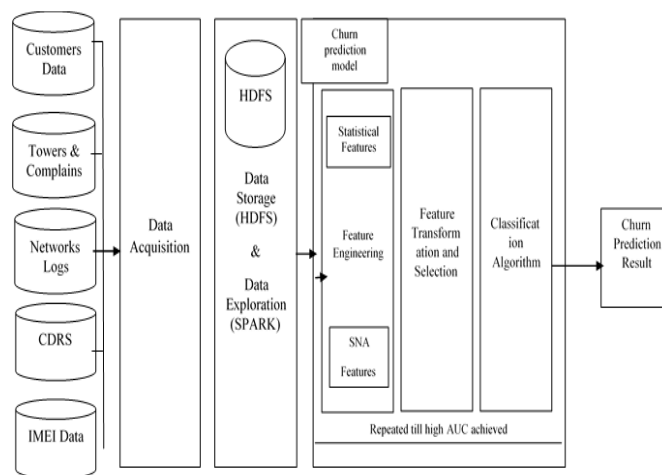 Customers
Data
Towers &
Complains
Networks
Logs
CDRS
IMEI Data
Data
Acquisition
HDFS
Data
Storage
(HDFS)
&
Data
Exploration
(SPARK)
Churn
prediction
model
Statistical
Features
Feature
Engineering
SNA
Features
Feature
Transform
ation and
Selection
Classificat
ion
Algorithm
Repeated till high AUC achieved
Churn
Prediction
Result